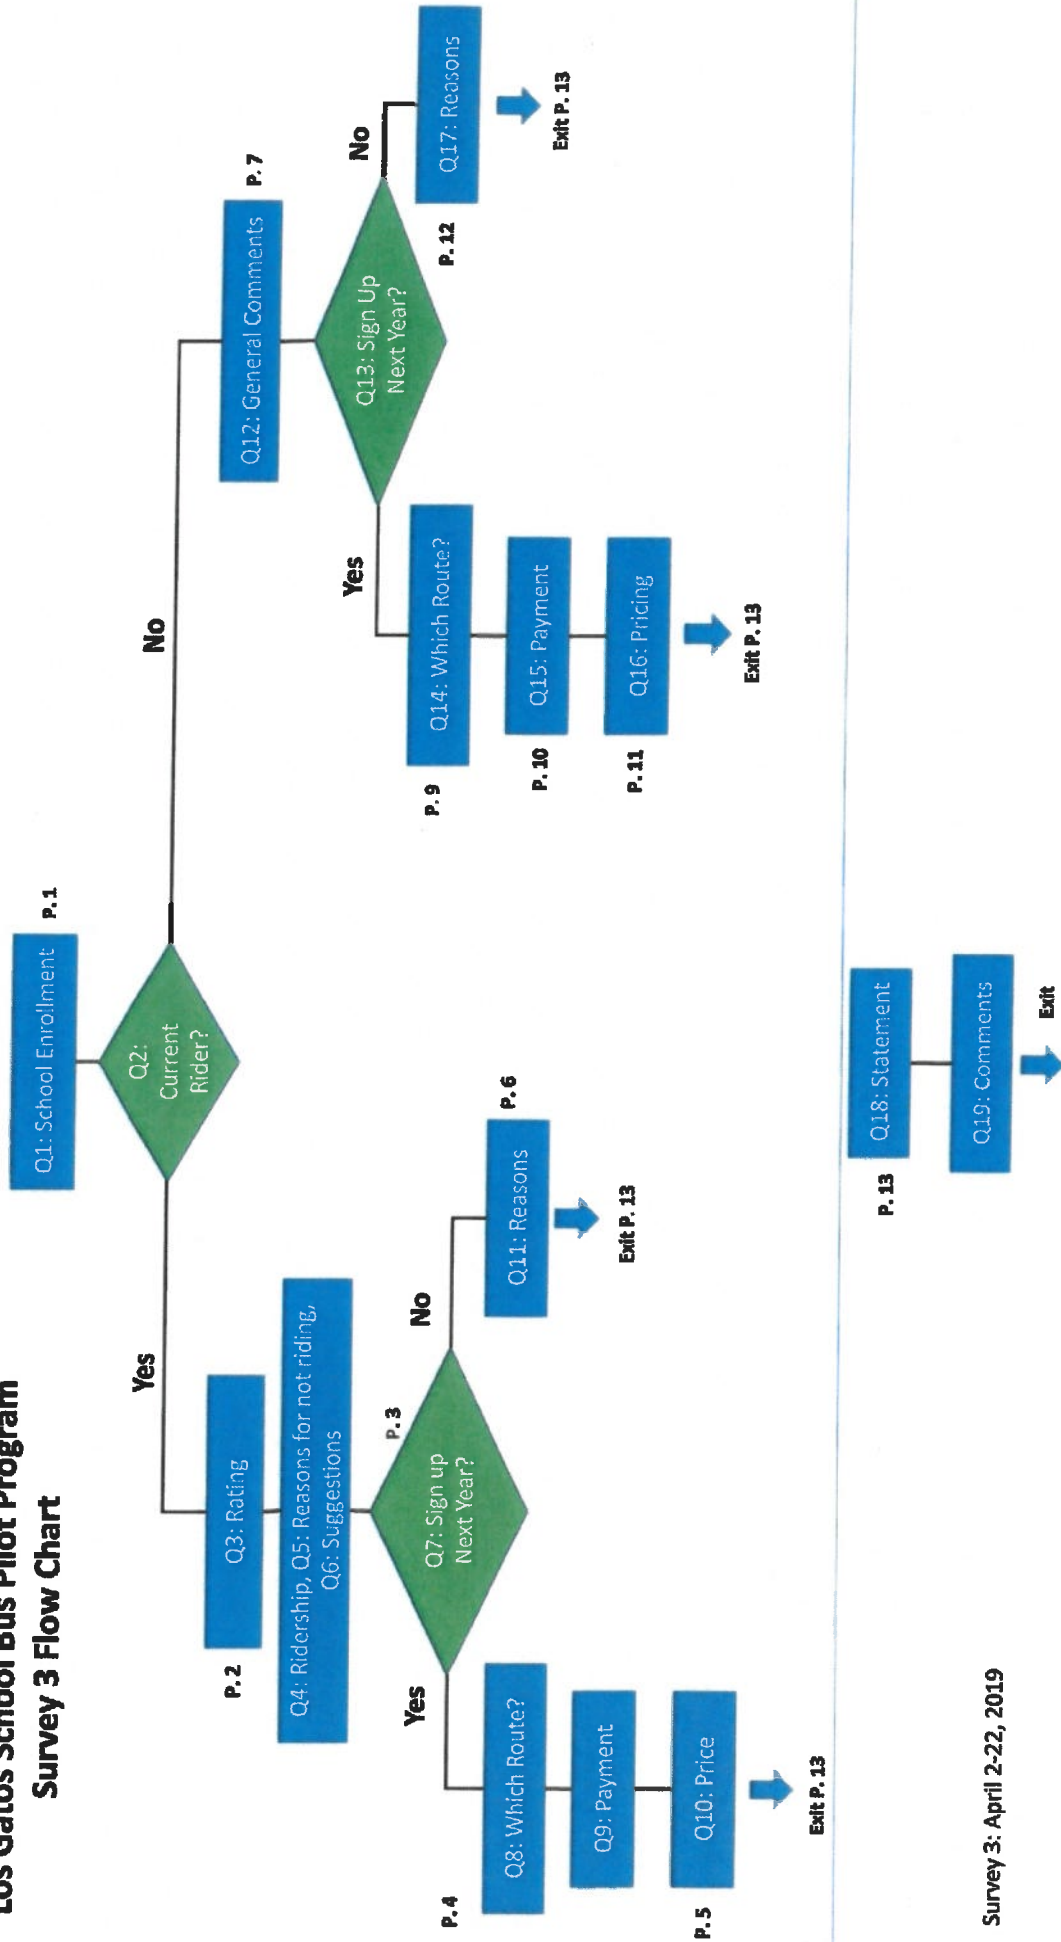 Los Gatos School Bus Pilot Program
Survey 3 Flow Chart
Q1: School Enrollment
P. 1
Q2:
Current
Rider?
Yes
No
P. 2
Q3: Rating
Q4: Ridership, Q5: Reasons for not riding,
Q6: Suggestions
P. 3
Q7: Sign up
Next Year?
Yes
No
P. 4
Q8: Which Route?
Q9: Payment
P. 5
Q10: Price
Exit P. 13
Q11: Reasons
P. 6
Exit P. 13
Q12: General Comments
P. 7
Q13: Sign Up
Next Year?
Yes
No
P. 9
Q14: Which Route?
P. 10
Q15: Payment
P. 11
Q16: Pricing
Exit P. 13
P. 12
Q17: Reasons
Exit P. 13
P. 13
Q18: Statement
Q19: Comments
Exit
Survey 3: April 2-22, 2019